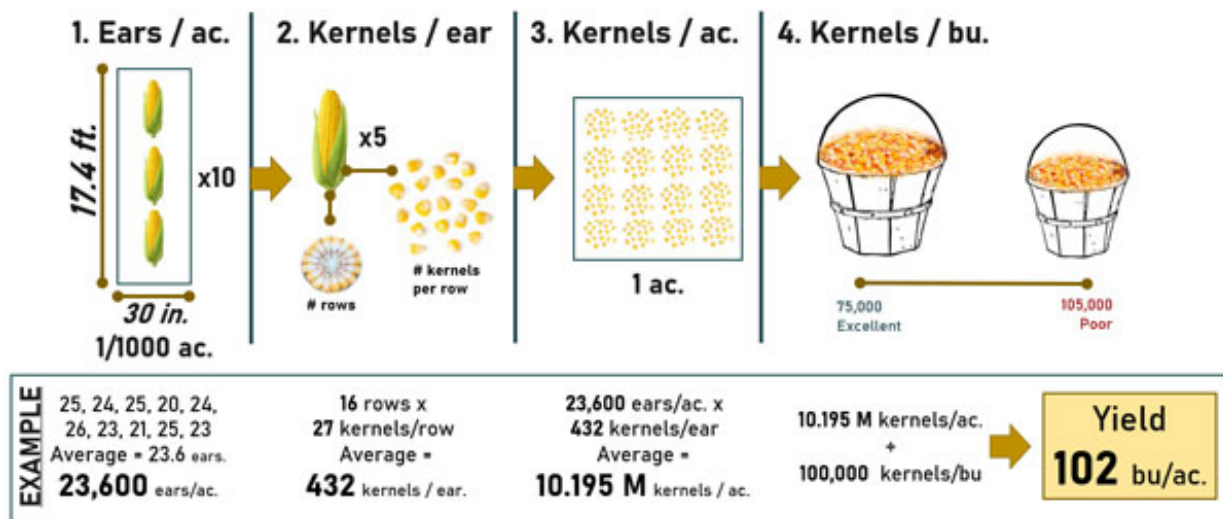 1. Ears / ac.
17.4 ft.
x10
30 in.
1/1000 ac.
2. Kernels / ear
x5
# kernels
per row
# rows
3. Kernels / ac.
1 ac.
4. Kernels / bu.
75,000
Excellent
105,000
Poor
EXAMPLE
25, 24, 25, 20, 24,
26, 23, 21, 25, 23
Average = 23.6 ears.
23,600 ears/ac.
16 rows x
27 kernels/row
Average =
432 kernels / ear.
23,600 ears/ac. x
432 kernels/ear
Average =
10.195 M kernels / ac.
10.195 M kernels/ac.
÷
100,000 kernels/bu
Yield
102 bu/ac.